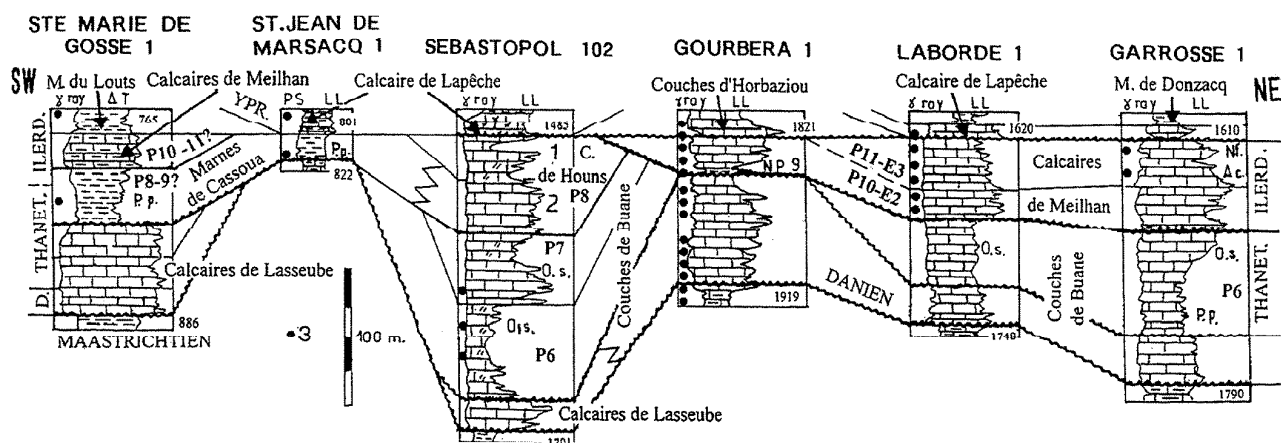 STE MARIE DE
GOSSE 1
ST. JEAN DE
MARSACQ 1
SEBASTOPOL 102
GOURBERA 1
LABORDE 1
GARROSSE 1
SW
M. du Louts
Calcaires de Meilhan
Calcaire de Lapêche
Couches d'Horbaziou
Calcaire de Lapêche
M. de Donzacq
NE
γ ray ΔT
PS LL
γ ray LL
γ ray LL
γ ray LL
γ ray LL
ILERD.
THANET.
D.
765
YPR.
801
1483
1821
1620
1610
P10 -11?
P8-9?
P.p.
Marnes
de Cassoua
P.p.
822
1
C.
de Houns
2
P8
P7
O.s.
O.s.
P6
Couches de Buane
NP 9
1919
P11-E3
P10-E2
Calcaires
de Meilhan
Nf.
Ac.
ILERD.
O.s.
O.s.
P6
P.p.
THANET.
Calcaires de Lasseube
886
MAASTRICHTIEN
3
100 m.
DANIEN
Couches
de Buane
1740
1790
Calcaires de Lasseube